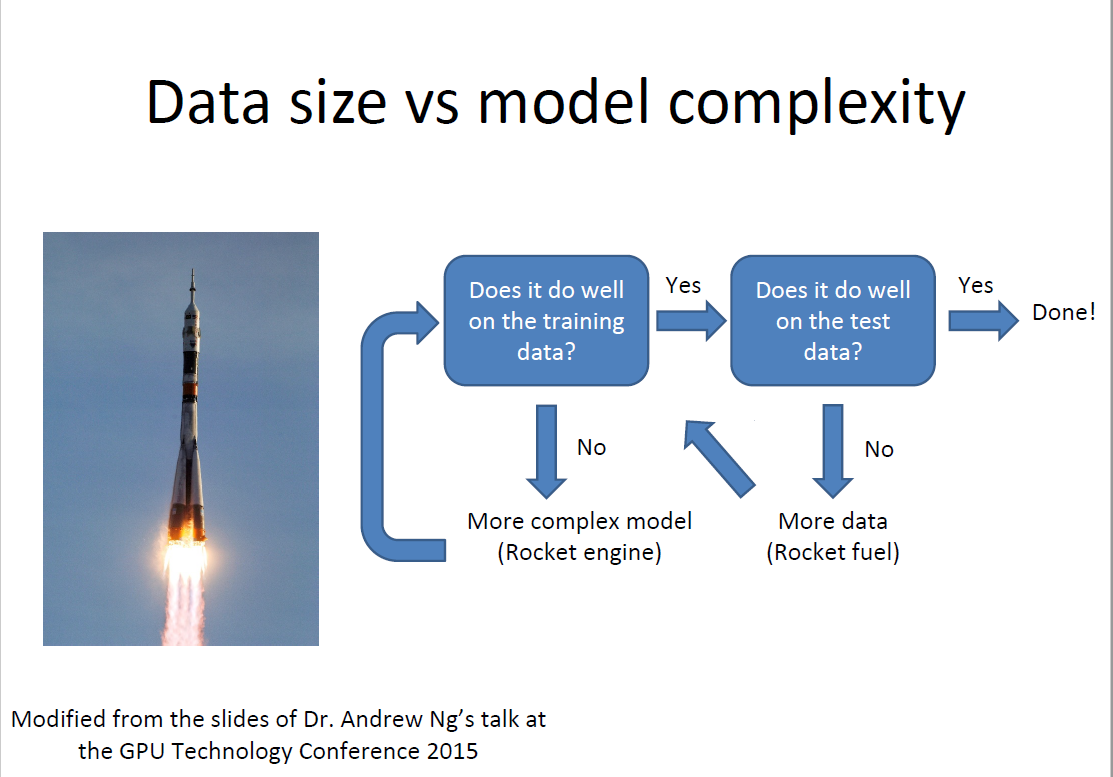 Data size vs model complexity
Does it do well
on the training
data?
Yes
Does it do well
on the test
data?
Yes
Done!
No
No
More complex model
(Rocket engine)
More data
(Rocket fuel)
Modified from the slides of Dr. Andrew Ng’s talk at
the GPU Technology Conference 2015